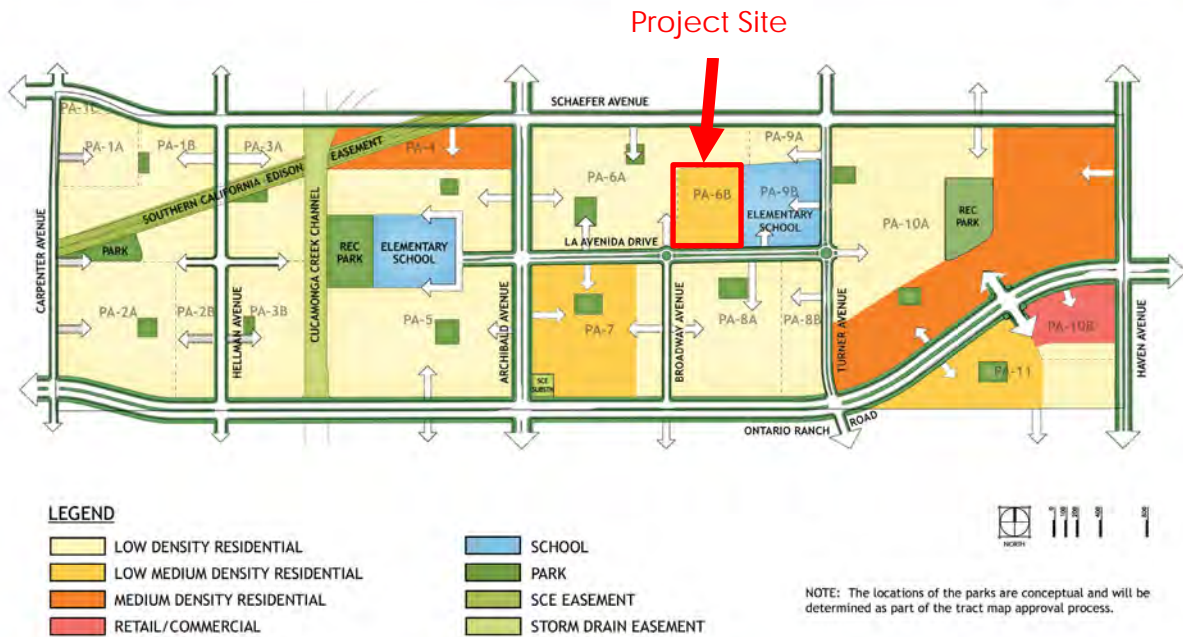 Project Site
SCHAEFER AVENUE
PA-1C
PA-1A
PA-1B
PA-3A
SOUTHERN CALIFORNIA EDISON EASEMENT
PA-4
PA-9A
PA-6A
PA-6B
PA-9B
ELEMENTARY
SCHOOL
PA-10A
REC
PARK
PARK
REC
PARK
ELEMENTARY
SCHOOL
LA AVENIDA DRIVE
CARPENTER AVENUE
HELLMAN AVENUE
CUCAMONGA CREEK CHANNEL
ARCHIBALD AVENUE
BROADWAY AVENUE
TURNER AVENUE
HAVEN AVENUE
PA-2A
PA-2B
PA-3B
PA-5
PA-7
PA-8A
PA-8B
PA-10B
PA-11
SCE
SUBSTN
ONTARIO RANCH ROAD
LEGEND
LOW DENSITY RESIDENTIAL
LOW MEDIUM DENSITY RESIDENTIAL
MEDIUM DENSITY RESIDENTIAL
RETAIL/COMMERCIAL
SCHOOL
PARK
SCE EASEMENT
STORM DRAIN EASEMENT
NORTH
0
100
200
400
800
NOTE: The locations of the parks are conceptual and will be
determined as part of the tract map approval process.